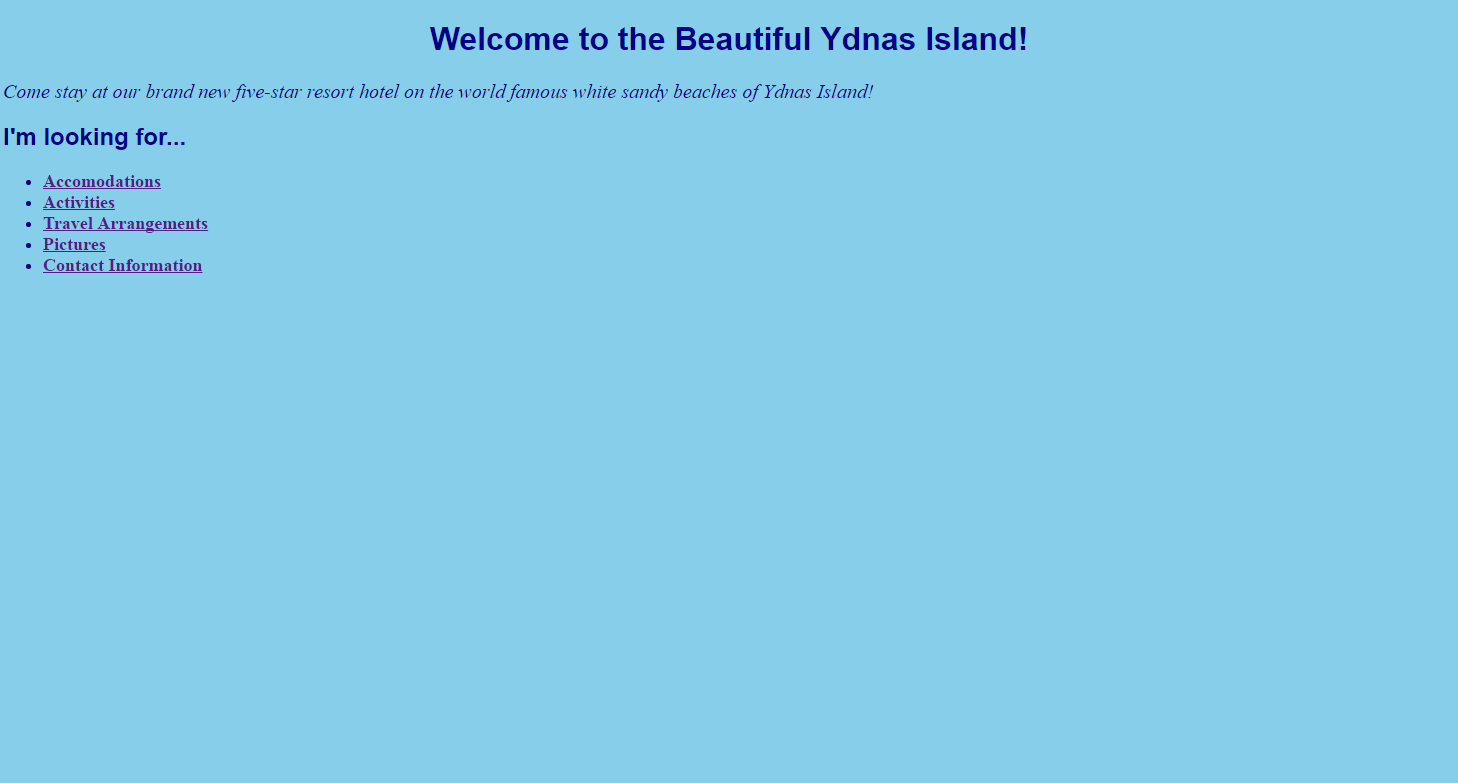 Welcome to the Beautiful Ydnas Island!
Come stay at our brand new five-star resort hotel on the world famous white sandy beaches of Ydnas Island!
I'm looking for...
Accomodations
Activities
Travel Arrangements
Pictures
Contact Information